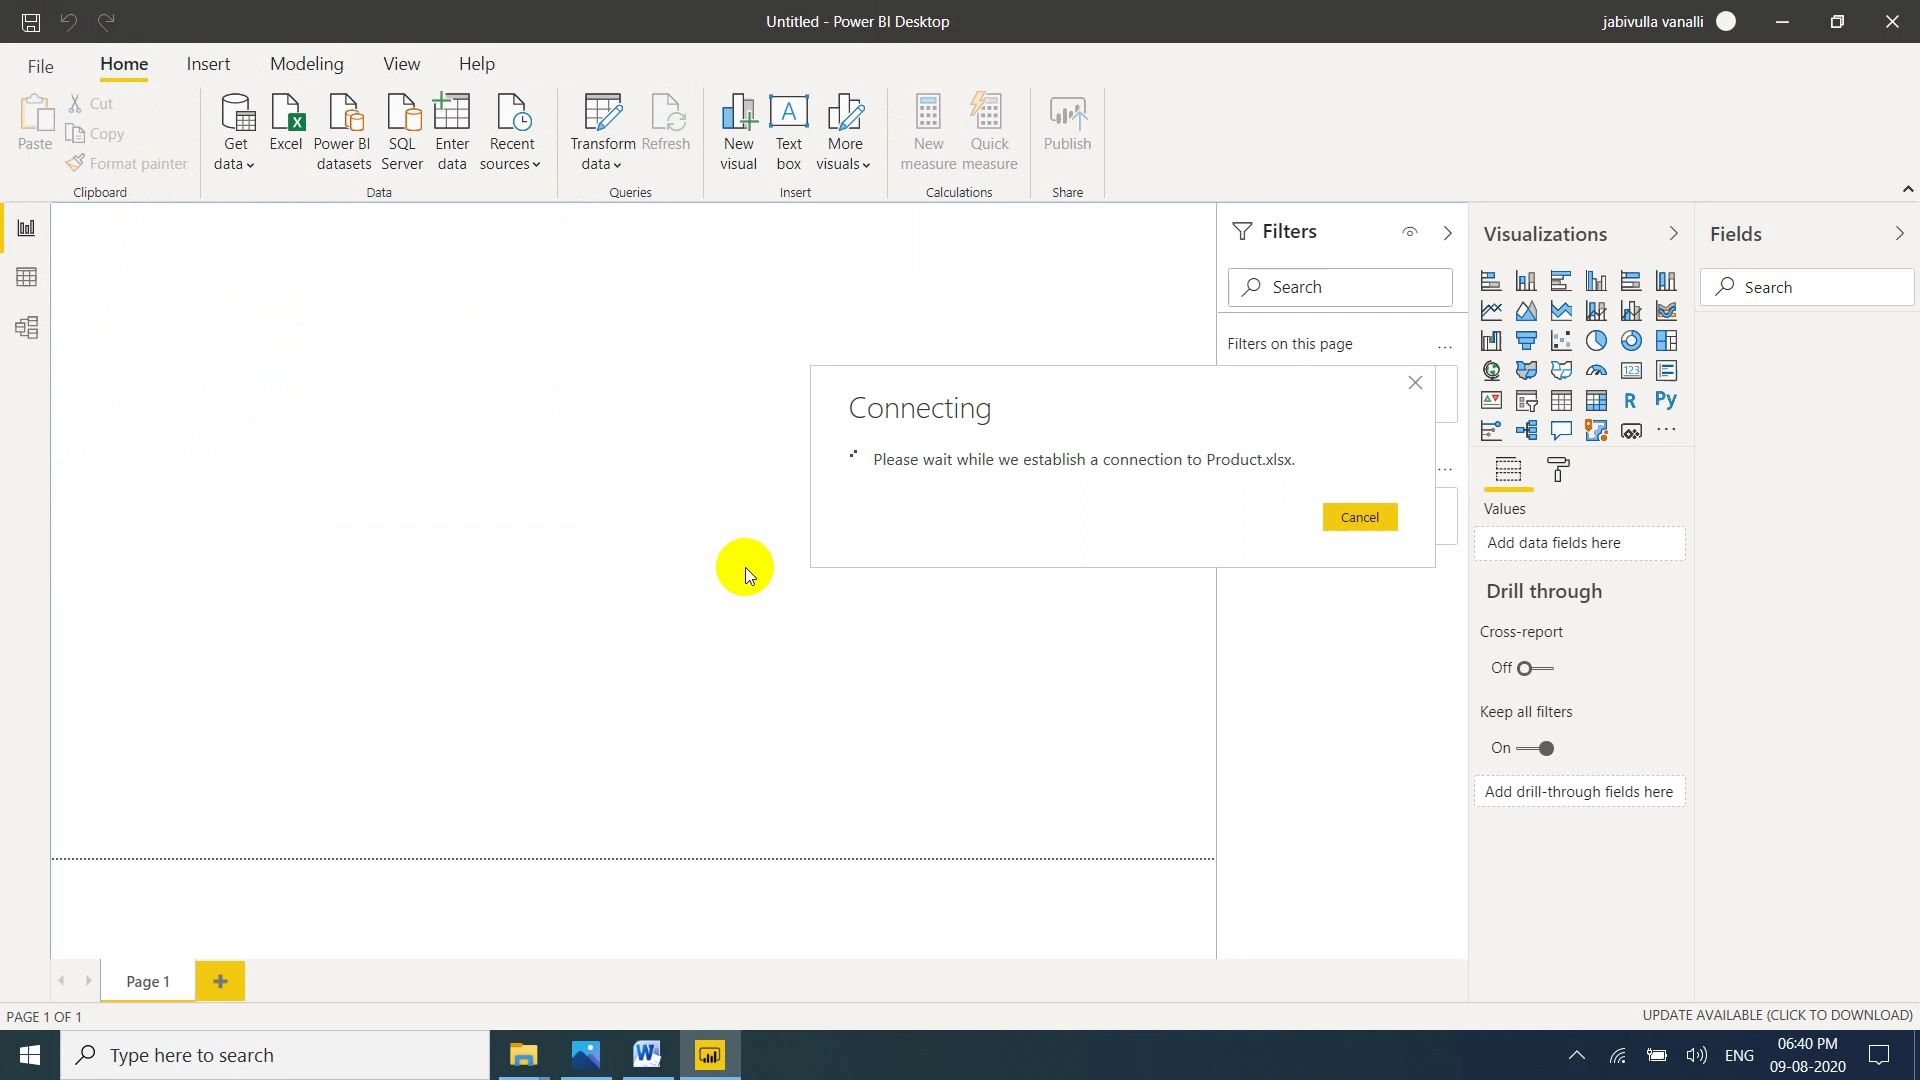 Untitled - Power BI Desktop
jabivulla vanalli
File
Home
Insert
Modeling
View
Help
Paste
Cut
Copy
Format painter
Clipboard
Get data
Excel
Power BI datasets
SQL Server
Enter data
Recent sources
Data
Transform data
Refresh
Queries
New visual
Text box
More visuals
Insert
New measure
Quick measure
Calculations
Publish
Share
Filters
Search
Filters on this page
...
...
Connecting
Please wait while we establish a connection to Product.xlsx.
Cancel
Visualizations
123
R
Py
...
Values
Add data fields here
Drill through
Cross-report
Off
Keep all filters
On
Add drill-through fields here
Fields
Search
Page 1
PAGE 1 OF 1
UPDATE AVAILABLE (CLICK TO DOWNLOAD)
Type here to search
ENG
06:40 PM
09-08-2020